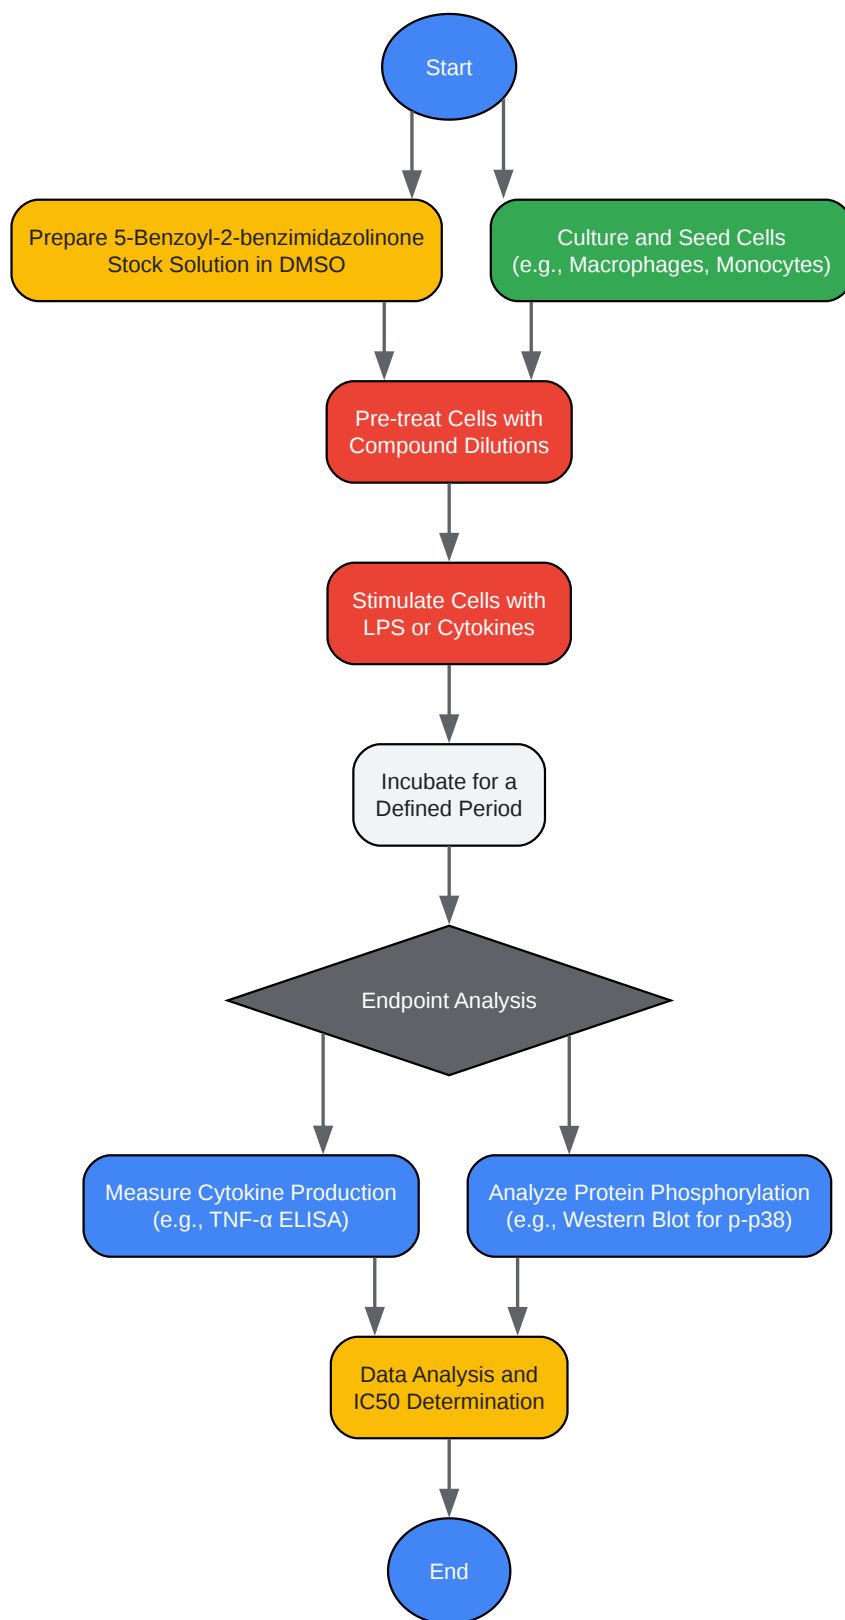 Start
Prepare 5-Benzoyl-2-benzimidazolinone
Stock Solution in DMSO
Culture and Seed Cells
(e.g., Macrophages, Monocytes)
Pre-treat Cells with
Compound Dilutions
Stimulate Cells with
LPS or Cytokines
Incubate for a
Defined Period
Endpoint Analysis
Measure Cytokine Production
(e.g., TNF-α ELISA)
Analyze Protein Phosphorylation
(e.g., Western Blot for p-p38)
Data Analysis and
IC50 Determination
End